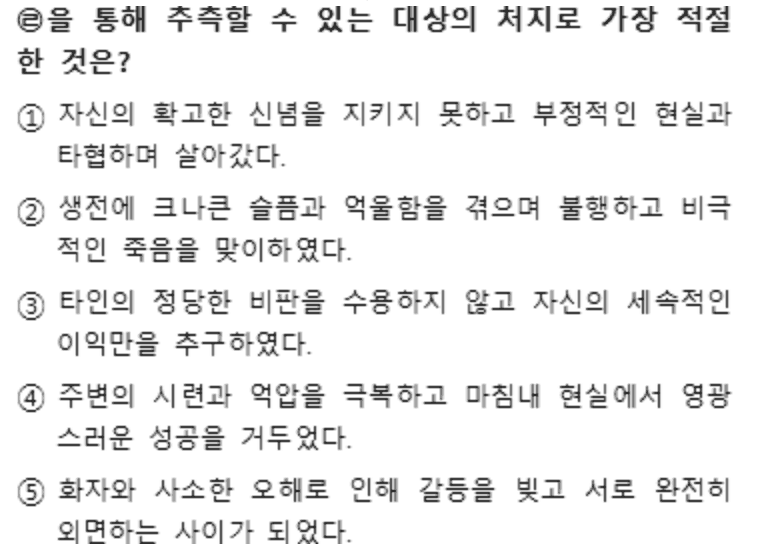 ㉣을 통해 추측할 수 있는 대상의 처지로 가장 적절
한 것은?
① 자신의 확고한 신념을 지키지 못하고 부정적인 현실과
타협하며 살아갔다.
② 생전에 크나큰 슬픔과 억울함을 겪으며 불행하고 비극
적인 죽음을 맞이하였다.
③ 타인의 정당한 비판을 수용하지 않고 자신의 세속적인
이익만을 추구하였다.
④ 주변의 시련과 억압을 극복하고 마침내 현실에서 영광
스러운 성공을 거두었다.
⑤ 화자와 사소한 오해로 인해 갈등을 빚고 서로 완전히
외면하는 사이가 되었다.